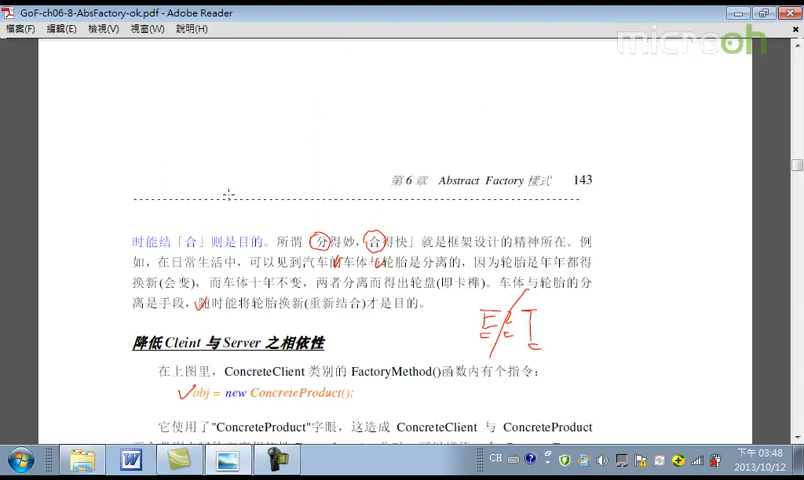 GoF-ch06-8-AbsFactory-ok.pdf - Adobe Reader
檔案(F) 編輯(E) 檢視(V) 視窗(W) 說明(H)
microoh
第 6 章 Abstract Factory 樣式 143
时能结「合」则是目的。所谓「分得妙，合得快」就是框架设计的精神所在。例
如，在日常生活中，可以见到汽车的车体与轮胎是分离的，因为轮胎是年年都得
换新(会变)，而车体十年不变，两者分离而得出轮盘(即卡榫)。车体与轮胎的分
离是手段，随时能将轮胎换新(重新结合)才是目的。
E & I
C C C
降低 Cleint 与 Server 之相依性
在上图里，ConcreteClient 类别的 FactoryMethod()函数内有个指令：
obj = new ConcreteProduct();
它使用了"ConcreteProduct"字眼，这造成 ConcreteClient 与 ConcreteProduct
CH
下午 03:48
2013/10/12